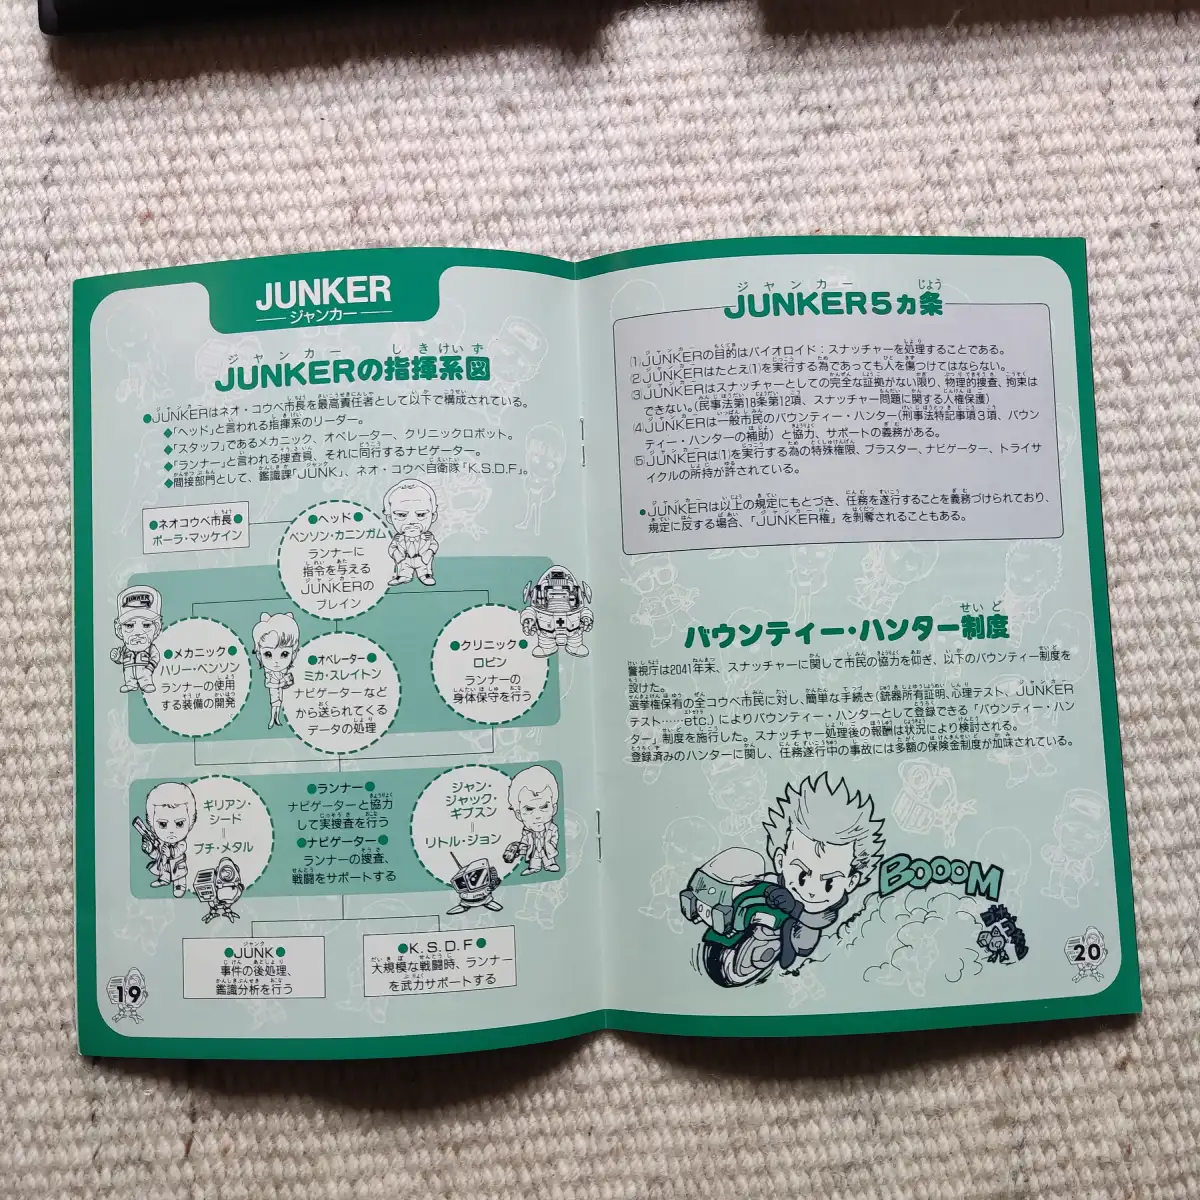 JUNKER
ジャンカー
JUNKERの指揮系図
●JUNKERはネオ・コウベ市長を最高責任者として以下で構成されている。
◆「ヘッド」と言われる指揮系のリーダー。
◆「スタッフ」であるメカニック、オペレーター、クリニックロボット。
◆「ランナー」と言われる捜査員、それに同行するナビゲーター。
◆間接部門として、鑑識課「JUNK」、ネオ・コウベ自衛隊「K.S.D.F」。
●ネオコウベ市長●
ポーラ・マッケイン
●ヘッド●
ベンソン・カニンガム
ランナーに
指令を与える
JUNKERの
ブレイン
JUNKER
●メカニック●
ハリー・ベンソン
ランナーの使用
する装備の開発
●オペレーター●
ミカ・スレイトン
ナビゲーターなど
から送られてくる
データの処理
●クリニック●
ロビン
ランナーの
身体保守を行う
ギリアン・
シード
=
プチ・メタル
●ランナー●
ナビゲーターと協力
して実捜査を行う
●ナビゲーター●
ランナーの捜査、
戦闘をサポートする
ジャン・
ジャック・
ギブスン
=
リトル・ジョン
●JUNK●
事件の後処理、
鑑識分析を行う
●K.S.D.F●
大規模な戦闘時、ランナー
を武力サポートする
19
JUNKER5カ条
(1)JUNKERの目的はバイオロイド：スナッチャーを処理することである。
(2)JUNKERはたとえ(1)を実行する為であっても人を傷つけてはならない。
(3)JUNKERはスナッチャーとしての完全な証拠がない限り、物理的捜査、拘束は
できない。(民事法第18条第12項、スナッチャー問題に関する人権保護)
(4)JUNKERは一般市民のバウンティー・ハンター(刑事法特記事項3項、バウン
ティー・ハンターの補助)と協力、サポートの義務がある。
(5)JUNKERは(1)を実行する為の特殊権限、ブラスター、ナビゲーター、トライサ
イクルの所持が許されている。
●JUNKERは以上の規定にもとづき、任務を遂行することを義務づけられており、
規定に反する場合、「JUNKER権」を剥奪されることもある。
バウンティー・ハンター制度
警視庁は2041年末、スナッチャーに関して市民の協力を仰ぎ、以下のバウンティー制度を
設けた。
選挙権保有の全コウベ市民に対し、簡単な手続き(銃器所有証明、心理テスト、JUNKER
テスト……etc.)によりバウンティー・ハンターとして登録できる「バウンティー・ハン
ター」制度を施行した。スナッチャー処理後の報酬は状況により検討される。
登録済みのハンターに関し、任務遂行中の事故には多額の保険金制度が加味されている。
BOOOM
20